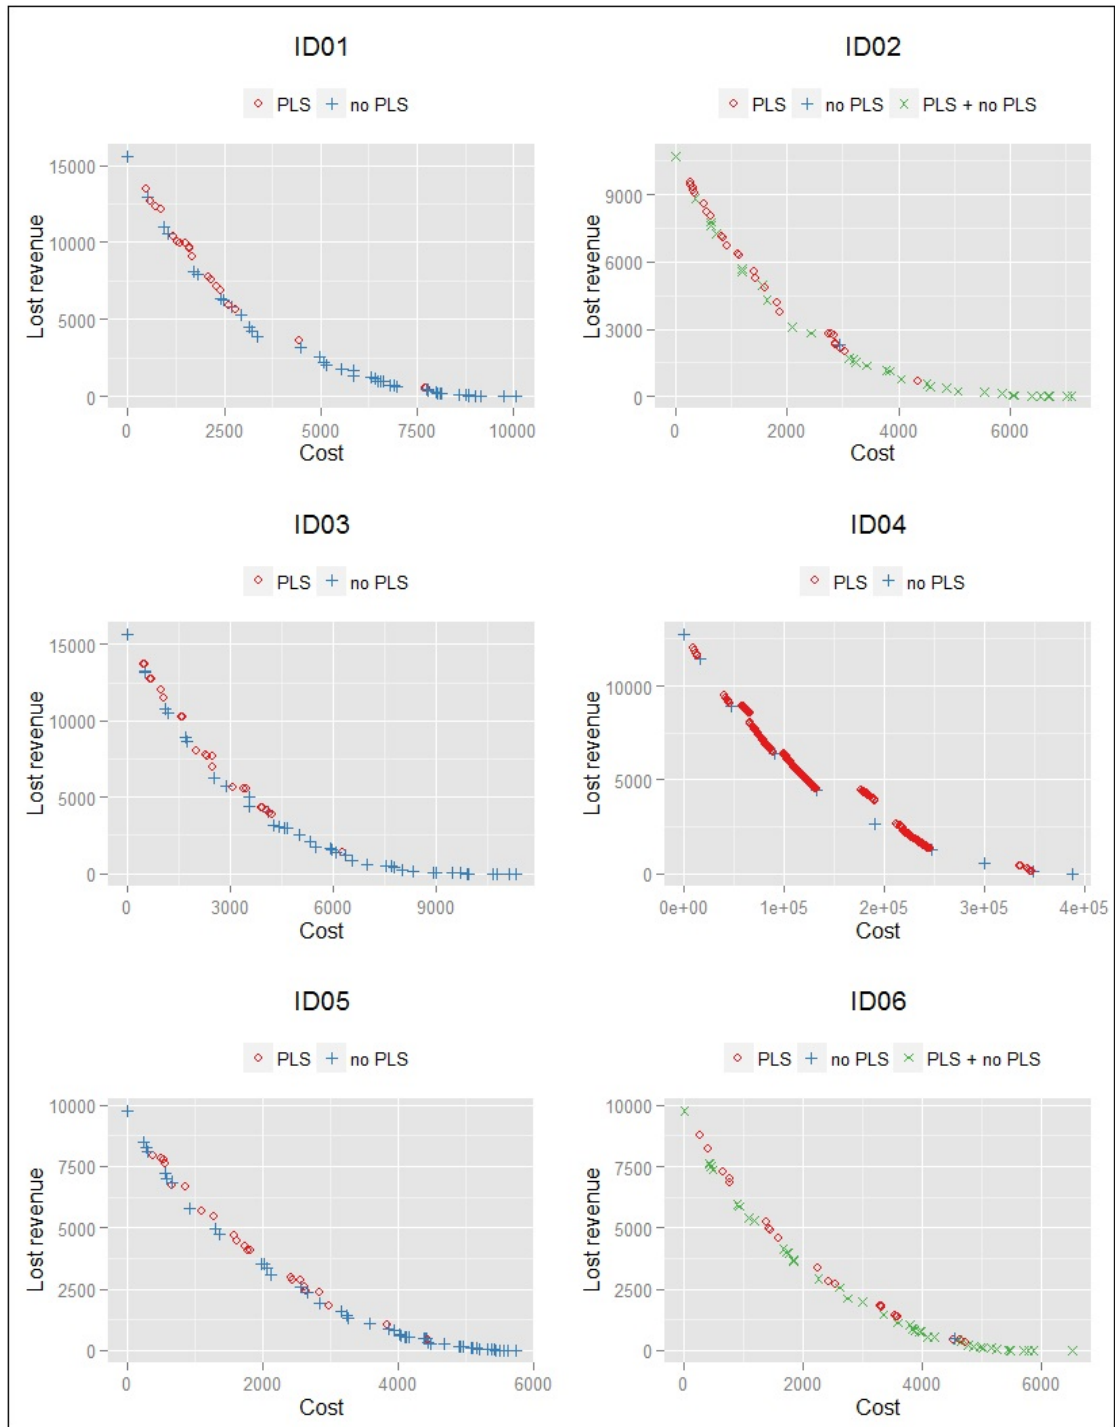 ID01
PLS no PLS
15000
10000
5000
0
Lost revenue
0 2500 5000 7500 10000
Cost
ID02
PLS no PLS PLS + no PLS
9000
6000
3000
0
Lost revenue
0 2000 4000 6000
Cost
ID03
PLS no PLS
15000
10000
5000
0
Lost revenue
0 3000 6000 9000
Cost
ID04
PLS no PLS
10000
5000
0
Lost revenue
0e+00 1e+05 2e+05 3e+05 4e+05
Cost
ID05
PLS no PLS
10000
7500
5000
2500
0
Lost revenue
0 2000 4000 6000
Cost
ID06
PLS no PLS PLS + no PLS
10000
7500
5000
2500
0
Lost revenue
0 2000 4000 6000
Cost